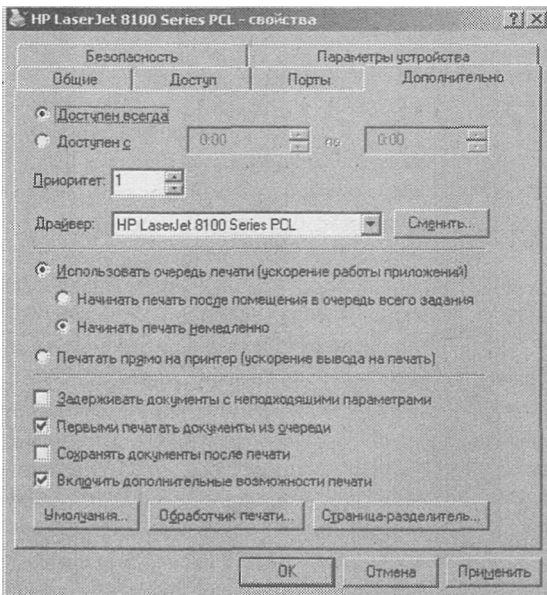 HP LaserJet 8100 Series PCL - свойства
Безопасность Параметры устройства
Общие Доступ Порты Дополнительно
Доступен всегда
Доступен с 0:00 по 0:00
Приоритет: 1
Драйвер: HP LaserJet 8100 Series PCL Сменить...
Использовать очередь печати (ускорение работы приложений)
Начинать печать после помещения в очередь всего задания
Начинать печать немедленно
Печатать прямо на принтер (ускорение вывода на печать)
Задерживать документы с неподходящими параметрами
Первыми печатать документы из очереди
Сохранять документы после печати
Включить дополнительные возможности печати
Умолчания... Обработчик печати... Страница-разделитель...
OK Отмена Применить